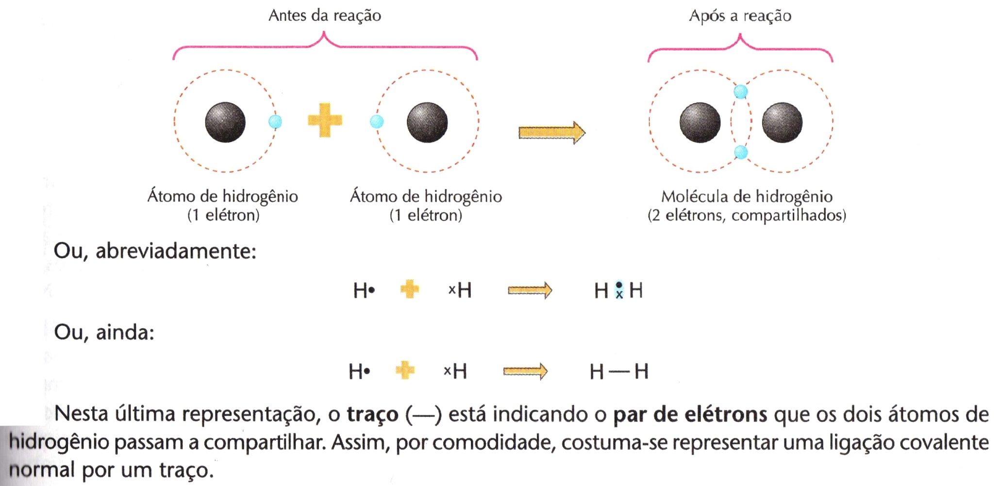 Antes da reação
Após a reação
Átomo de hidrogênio
(1 elétron)
Átomo de hidrogênio
(1 elétron)
Molécula de hidrogênio
(2 elétrons, compartilhados)
Ou, abreviadamente:
H• + xH → H •x H
Ou, ainda:
H• + xH → H — H
Nesta última representação, o traço (—) está indicando o par de elétrons que os dois átomos de
hidrogênio passam a compartilhar. Assim, por comodidade, costuma-se representar uma ligação covalente
normal por um traço.